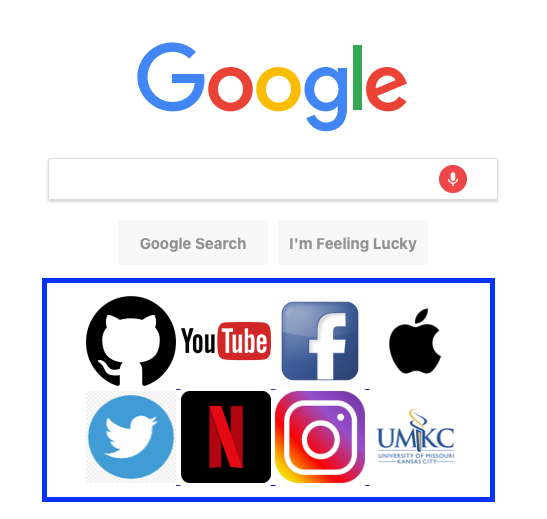 Google
Google Search
I'm Feeling Lucky
YouTube
f
N
UMKC
UNIVERSITY OF MISSOURI
KANSAS CITY